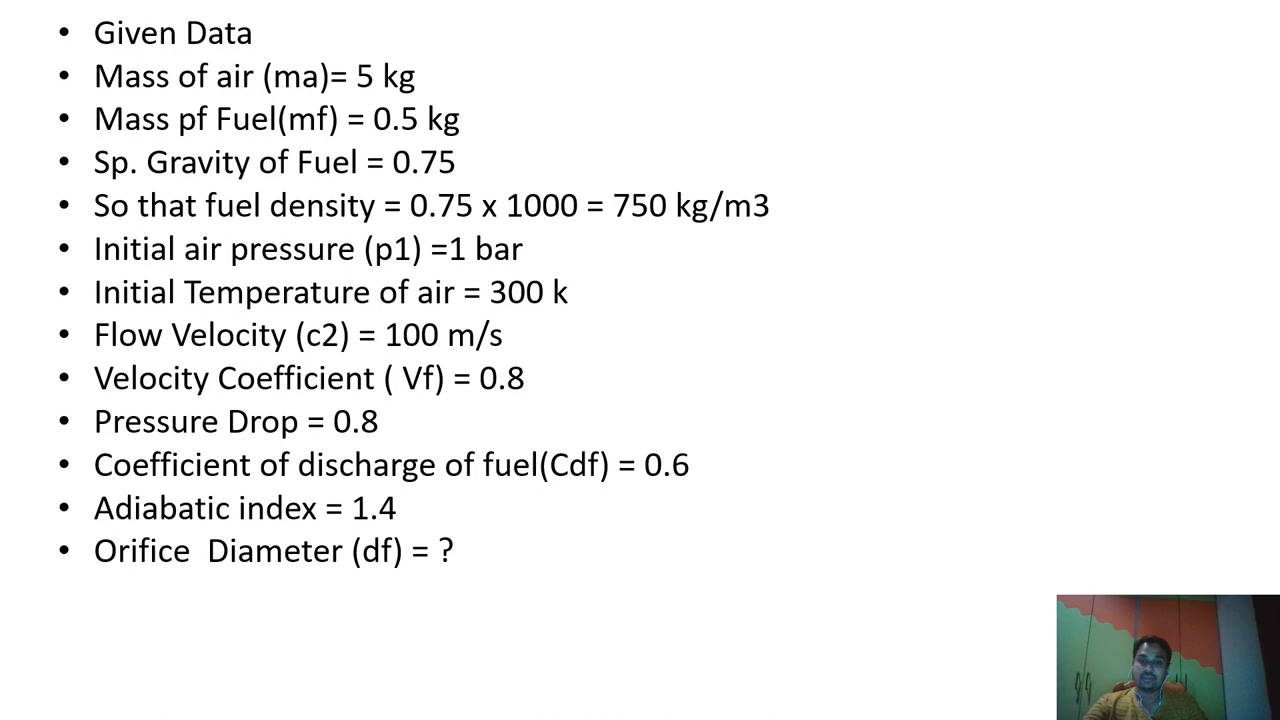 • Given Data
• Mass of air (ma)= 5 kg
• Mass pf Fuel(mf) = 0.5 kg
• Sp. Gravity of Fuel = 0.75
• So that fuel density = 0.75 x 1000 = 750 kg/m3
• Initial air pressure (p1) =1 bar
• Initial Temperature of air = 300 k
• Flow Velocity (c2) = 100 m/s
• Velocity Coefficient ( Vf) = 0.8
• Pressure Drop = 0.8
• Coefficient of discharge of fuel(Cdf) = 0.6
• Adiabatic index = 1.4
• Orifice  Diameter (df) = ?